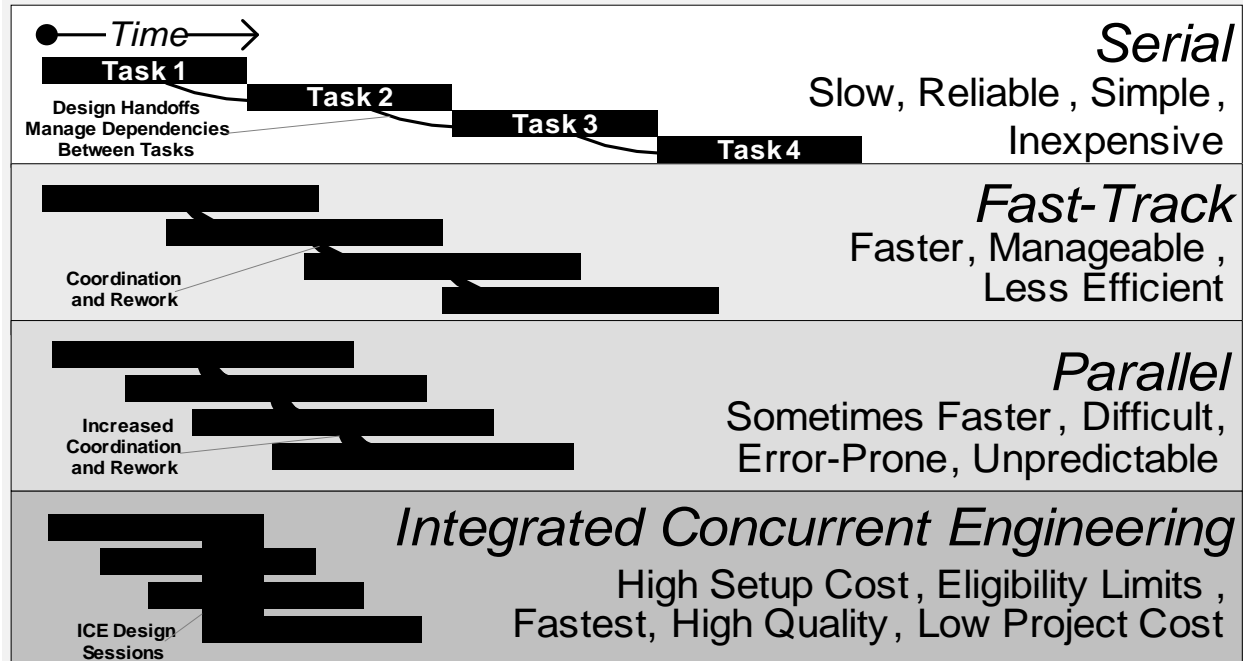 Time
Serial
Task 1
Task 2
Task 3
Task 4
Slow, Reliable , Simple,
Inexpensive
Design Handoffs
Manage Dependencies
Between Tasks
Fast-Track
Faster, Manageable ,
Less Efficient
Coordination
and Rework
Parallel
Sometimes Faster, Difficult,
Error-Prone, Unpredictable
Increased
Coordination
and Rework
Integrated Concurrent Engineering
High Setup Cost, Eligibility Limits ,
Fastest, High Quality, Low Project Cost
ICE Design
Sessions